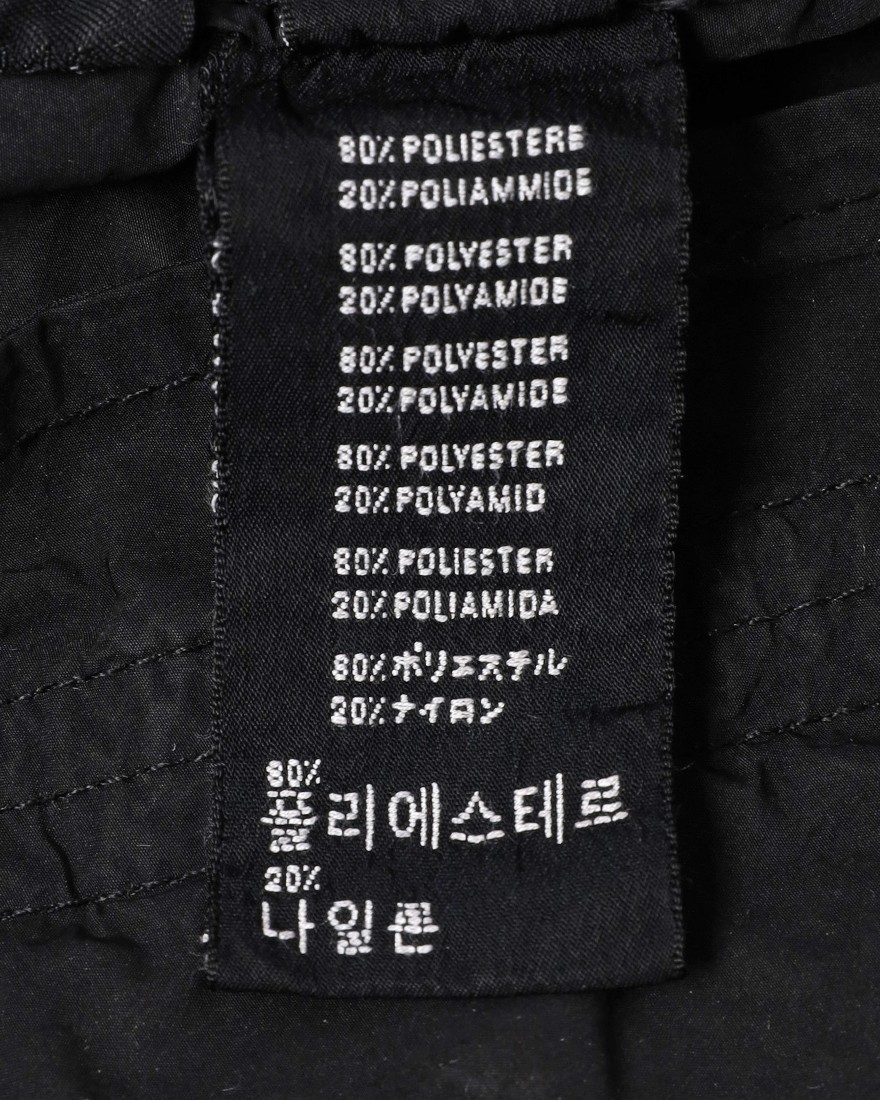 80% POLIESTERE
20% POLIAMMIDE
80% POLYESTER
20% POLYAMIDE
80% POLYESTER
20% POLYAMIDE
80% POLYESTER
20% POLYAMID
80% POLIESTER
20% POLIAMIDA
80% ポリエステル
20% ナイロン
80%
폴리에스테르
20%
나일론